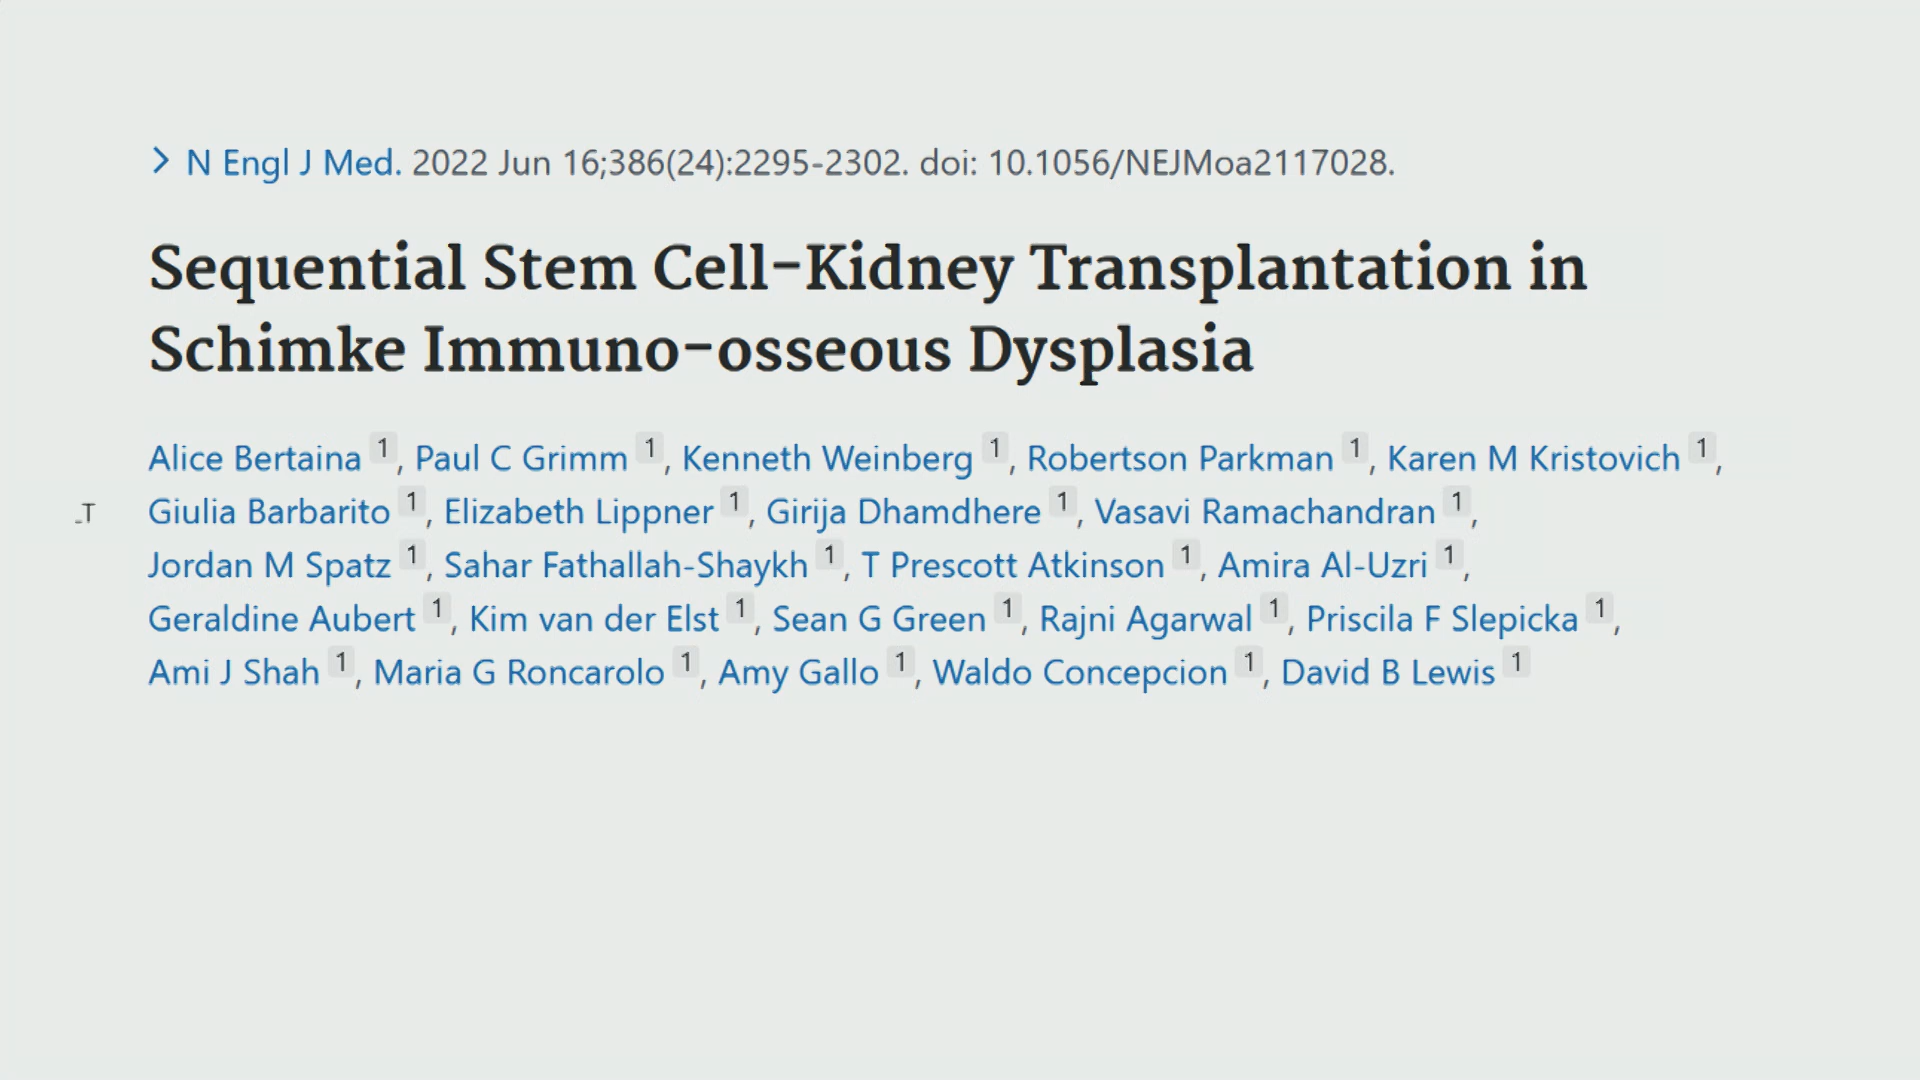 > N Engl J Med. 2022 Jun 16;386(24):2295-2302. doi: 10.1056/NEJMoa2117028.
Sequential Stem Cell-Kidney Transplantation in
Schimke Immuno-osseous Dysplasia
Alice Bertaina 1, Paul C Grimm 1, Kenneth Weinberg 1, Robertson Parkman 1, Karen M Kristovich 1,
Giulia Barbarito 1, Elizabeth Lippner 1, Girija Dhamdhere 1, Vasavi Ramachandran 1,
Jordan M Spatz 1, Sahar Fathallah-Shaykh 1, T Prescott Atkinson 1, Amira Al-Uzri 1,
Geraldine Aubert 1, Kim van der Elst 1, Sean G Green 1, Rajni Agarwal 1, Priscila F Slepicka 1,
Ami J Shah 1, Maria G Roncarolo 1, Amy Gallo 1, Waldo Concepcion 1, David B Lewis 1